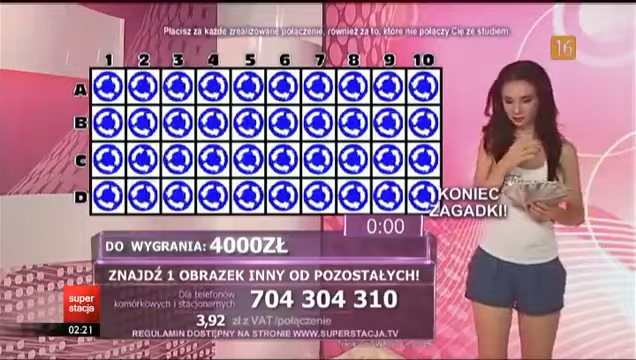 Płacisz za każde zrealizowane połączenie, również za to, które nie połączy Cię ze studiem.
16
1 2 3 4 5 6 7 8 9 10
A
B
C
D
KONIEC
ZAGADKI!
0:00
DO WYGRANIA: 4000ZŁ
ZNAJDŹ 1 OBRAZEK INNY OD POZOSTAŁYCH!
Dla telefonów
komórkowych i stacjonarnych
704 304 310
3,92 zł z VAT/połączenie
REGULAMIN DOSTĘPNY NA STRONIE WWW.SUPERSTACJA.TV
super
stacja
02:21